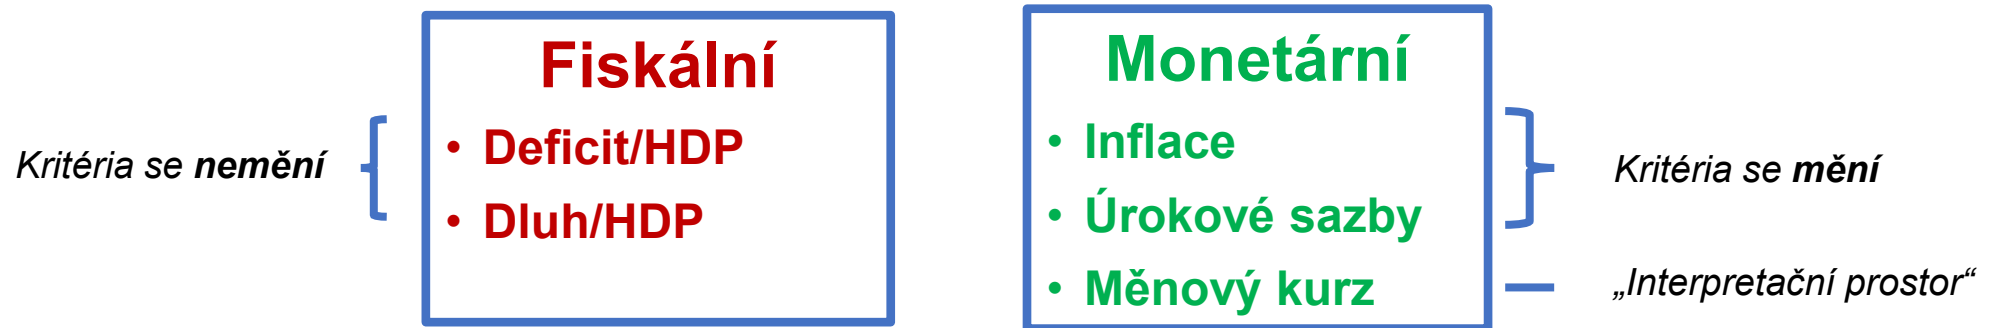 Fiskální
Kritéria se nemění
• Deficit/HDP
• Dluh/HDP
Monetární
• Inflace
• Úrokové sazby
• Měnový kurz
Kritéria se mění
„Interpretační prostor“